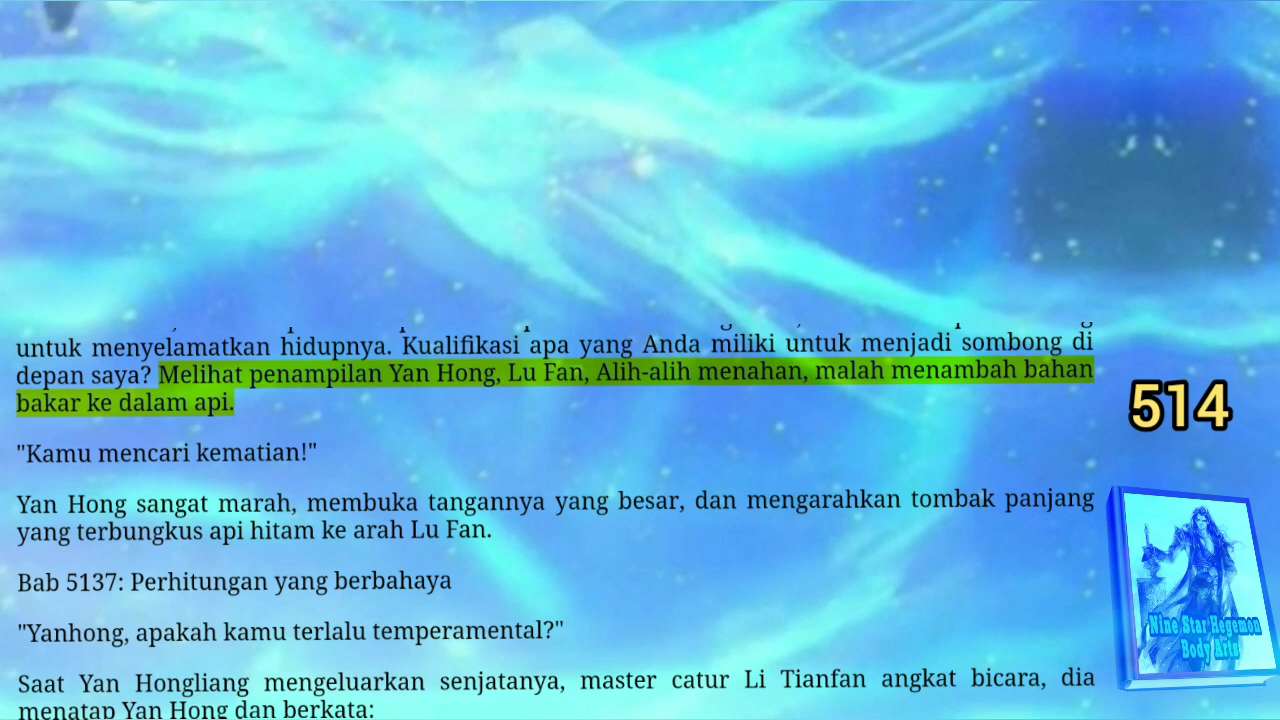 untuk menyelamatkan hidupnya. Kualifikasi apa yang Anda miliki untuk menjadi sombong di
depan saya? Melihat penampilan Yan Hong, Lu Fan, Alih-alih menahan, malah menambah bahan
bakar ke dalam api.
"Kamu mencari kematian!"
Yan Hong sangat marah, membuka tangannya yang besar, dan mengarahkan tombak panjang
yang terbungkus api hitam ke arah Lu Fan.
Bab 5137: Perhitungan yang berbahaya
"Yanhong, apakah kamu terlalu temperamental?"
Saat Yan Hongliang mengeluarkan senjatanya, master catur Li Tianfan angkat bicara, dia
menatap Yan Hong dan berkata:
514
Nine Star Hegemon
Body Arts